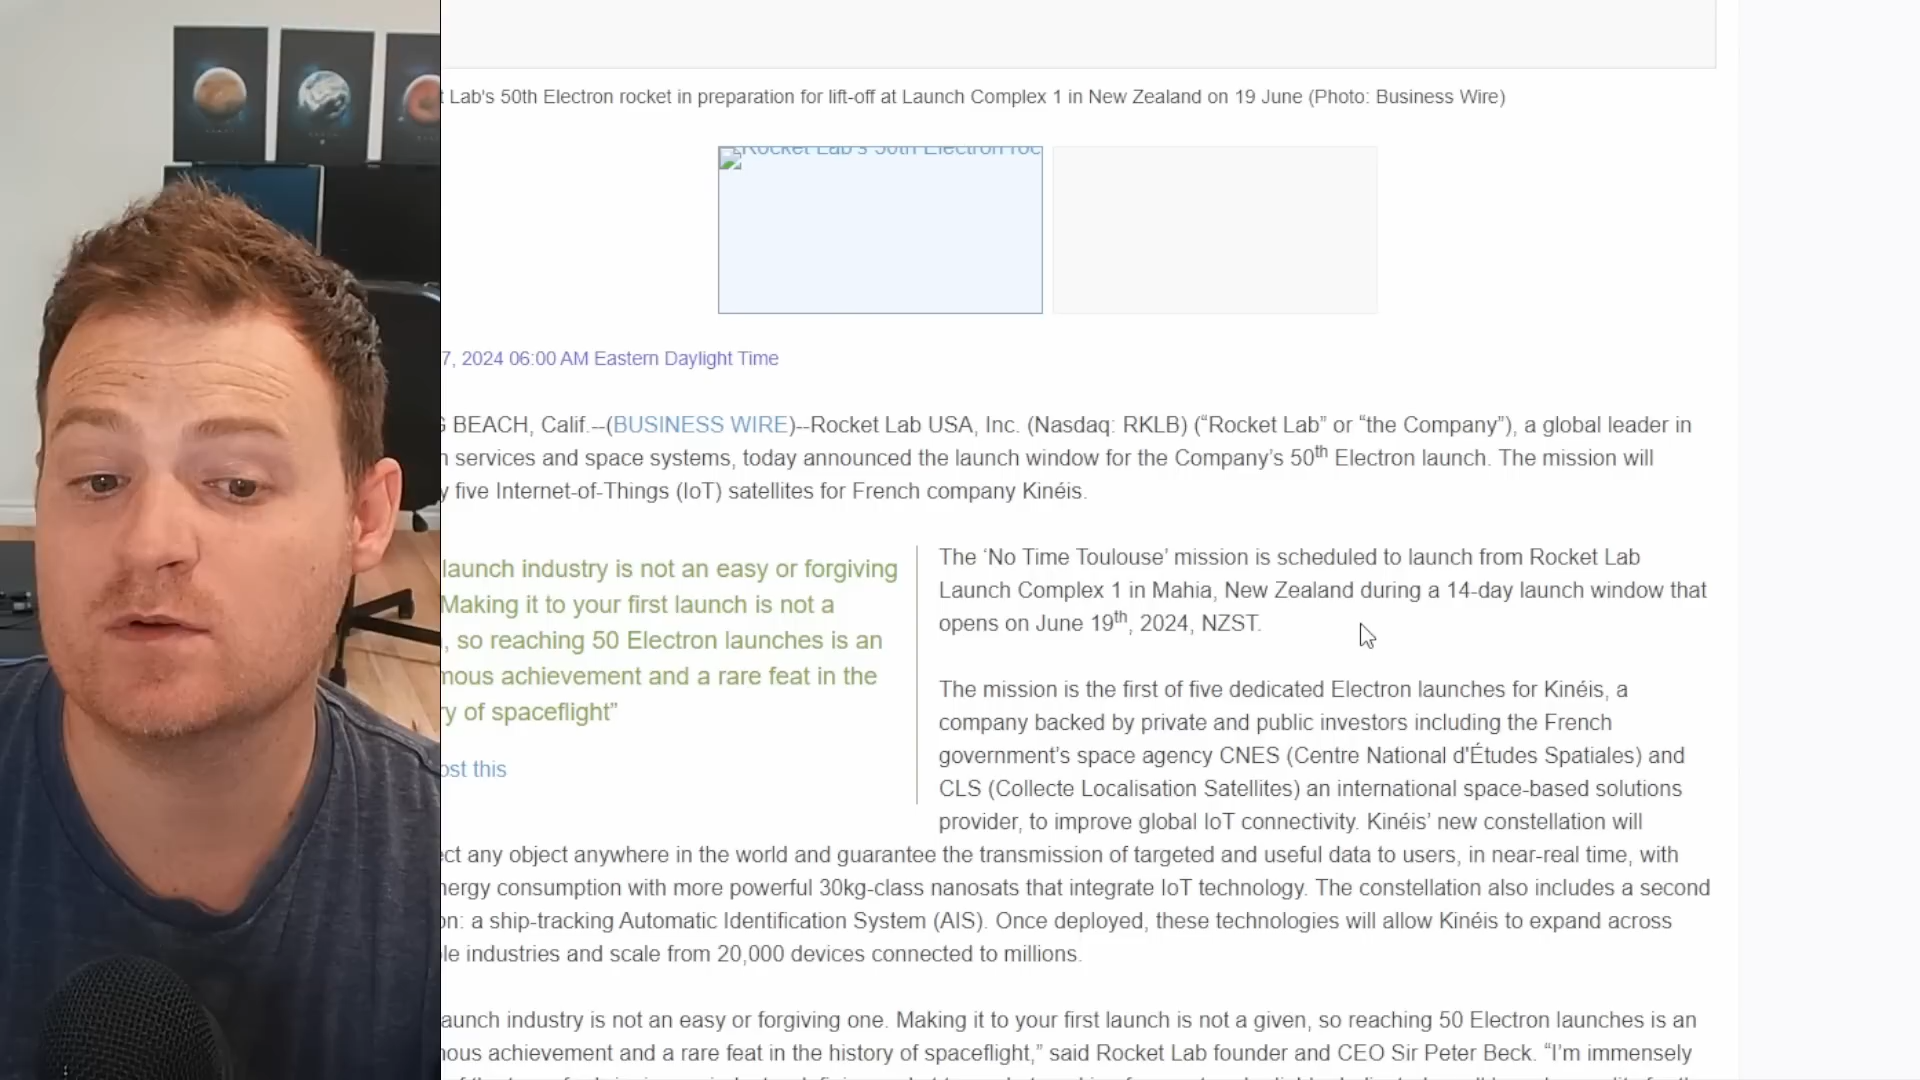 Lab's 50th Electron rocket in preparation for lift-off at Launch Complex 1 in New Zealand on 19 June (Photo: Business Wire)
Rocket Lab's 50th Electron roc
7, 2024 06:00 AM Eastern Daylight Time
BEACH, Calif.--(BUSINESS WIRE)--Rocket Lab USA, Inc. (Nasdaq: RKLB) (“Rocket Lab” or “the Company”), a global leader in
services and space systems, today announced the launch window for the Company’s 50th Electron launch. The mission will
y five Internet-of-Things (IoT) satellites for French company Kinéis.
launch industry is not an easy or forgiving
Making it to your first launch is not a
, so reaching 50 Electron launches is an
mous achievement and a rare feat in the
ry of spaceflight”
ost this
The ‘No Time Toulouse’ mission is scheduled to launch from Rocket Lab
Launch Complex 1 in Mahia, New Zealand during a 14-day launch window that
opens on June 19th, 2024, NZST.
The mission is the first of five dedicated Electron launches for Kinéis, a
company backed by private and public investors including the French
government’s space agency CNES (Centre National d'Études Spatiales) and
CLS (Collecte Localisation Satellites) an international space-based solutions
provider, to improve global IoT connectivity. Kinéis’ new constellation will
ect any object anywhere in the world and guarantee the transmission of targeted and useful data to users, in near-real time, with
nergy consumption with more powerful 30kg-class nanosats that integrate IoT technology. The constellation also includes a second
on: a ship-tracking Automatic Identification System (AIS). Once deployed, these technologies will allow Kinéis to expand across
le industries and scale from 20,000 devices connected to millions.
aunch industry is not an easy or forgiving one. Making it to your first launch is not a given, so reaching 50 Electron launches is an
nous achievement and a rare feat in the history of spaceflight,” said Rocket Lab founder and CEO Sir Peter Beck. “I’m immensely